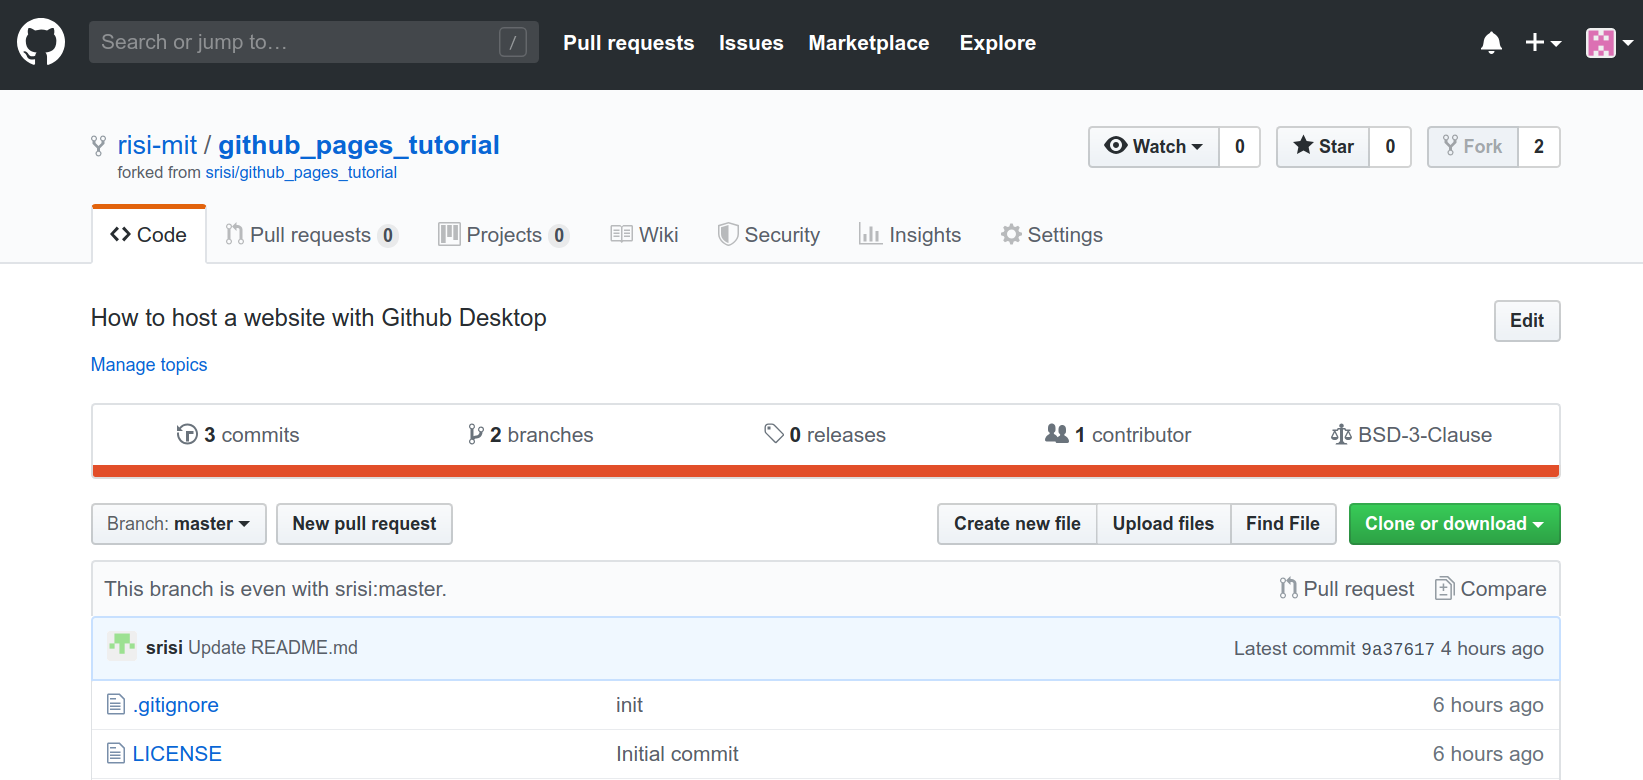 Search or jump to… /
Pull requests Issues Marketplace Explore
risi-mit / github_pages_tutorial
forked from srisi/github_pages_tutorial
Watch 0 Star 0 Fork 2
Code Pull requests 0 Projects 0 Wiki Security Insights Settings
How to host a website with Github Desktop
Edit
Manage topics
3 commits 2 branches 0 releases 1 contributor BSD-3-Clause
Branch: master New pull request Create new file Upload files Find File Clone or download
This branch is even with srisi:master. Pull request Compare
srisi Update README.md Latest commit 9a37617 4 hours ago
.gitignore init 6 hours ago
LICENSE Initial commit 6 hours ago